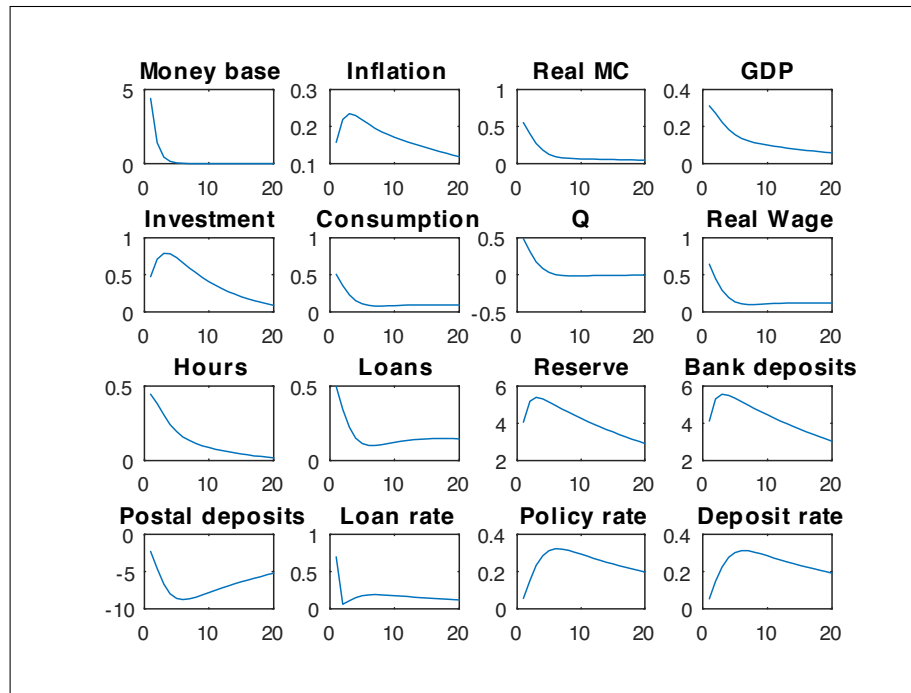 Money base Inflation Real MC GDP
5 0.3 1 0.4
0.2 0.5 0.2
0 0.1 0 0
0 10 20 0 10 20 0 10 20 0 10 20
Investment Consumption Q Real Wage
1 1 0.5 1
0.5 0.5 0 0.5
0 0 -0.5 0
0 10 20 0 10 20 0 10 20 0 10 20
Hours Loans Reserve Bank deposits
0.5 0.5 6 6
4 4
0 0 2 2
0 10 20 0 10 20 0 10 20 0 10 20
Postal deposits Loan rate Policy rate Deposit rate
0 1 0.4 0.4
-5 0.5 0.2 0.2
-10 0 0 0
0 10 20 0 10 20 0 10 20 0 10 20